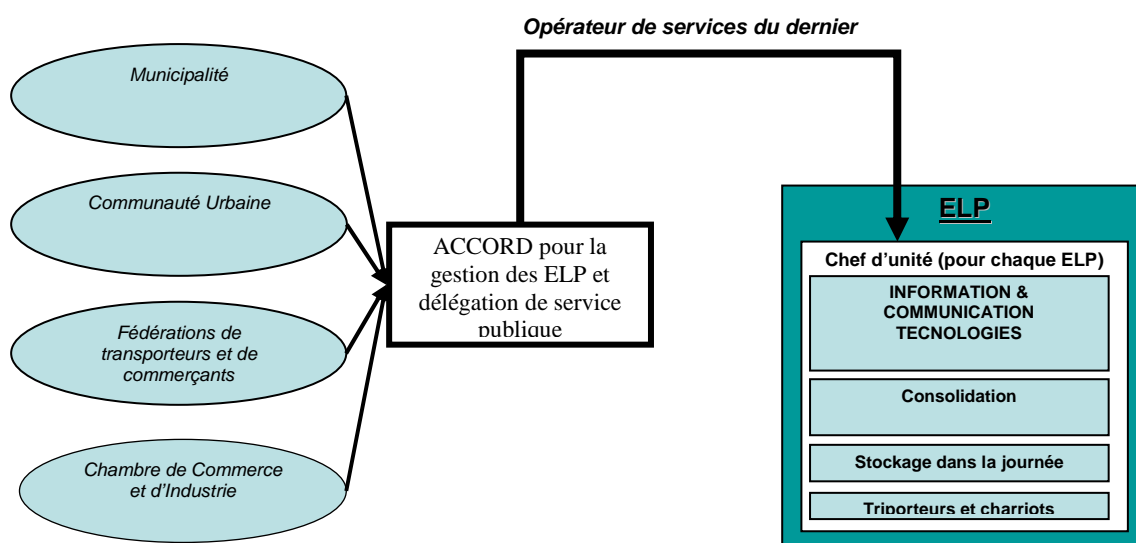 Opérateur de services du dernier
Municipalité
Communauté Urbaine
Fédérations de
transporteurs et de
commerçants
Chambre de Commerce
et d'Industrie
ACCORD pour la
gestion des ELP et
délégation de service
publique
ELP
Chef d'unité (pour chaque ELP)
INFORMATION &
COMMUNICATION
TECNOLOGIES
Consolidation
Stockage dans la journée
Triporteurs et charriots